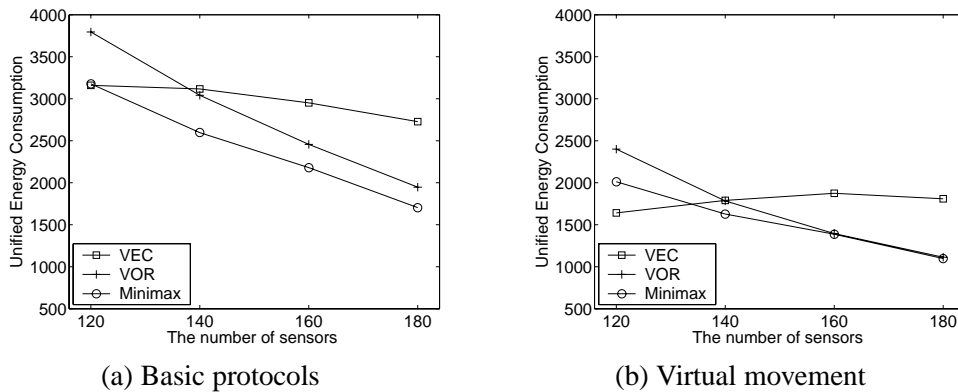 4000
3500
3000
2500
2000
1500
1000
500
Unified Energy Consumption
VEC
VOR
Minimax
120 140 160 180
The number of sensors
(a) Basic protocols
4000
3500
3000
2500
2000
1500
1000
500
Unified Energy Consumption
VEC
VOR
Minimax
120 140 160 180
The number of sensors
(b) Virtual movement